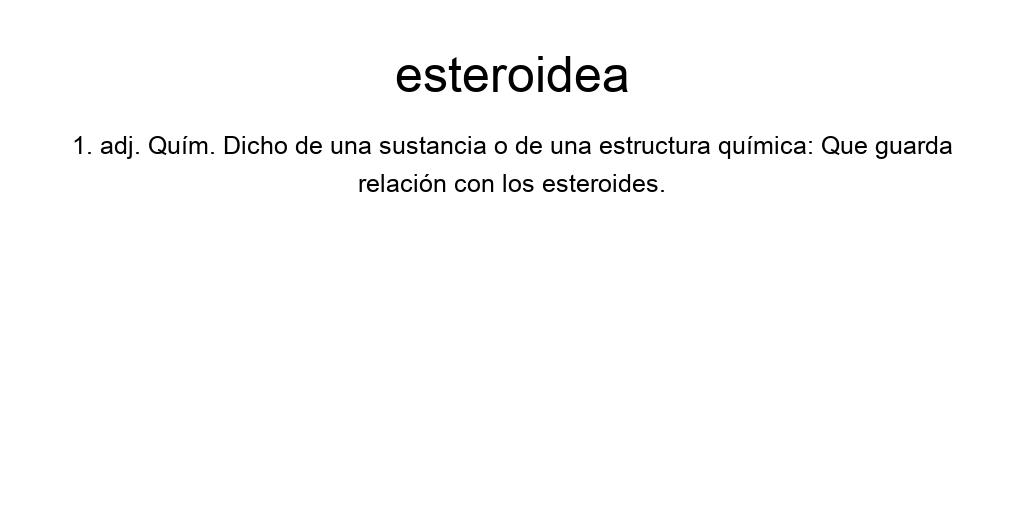 esteroidea
1. adj. Quím. Dicho de una sustancia o de una estructura química: Que guarda
relación con los esteroides.